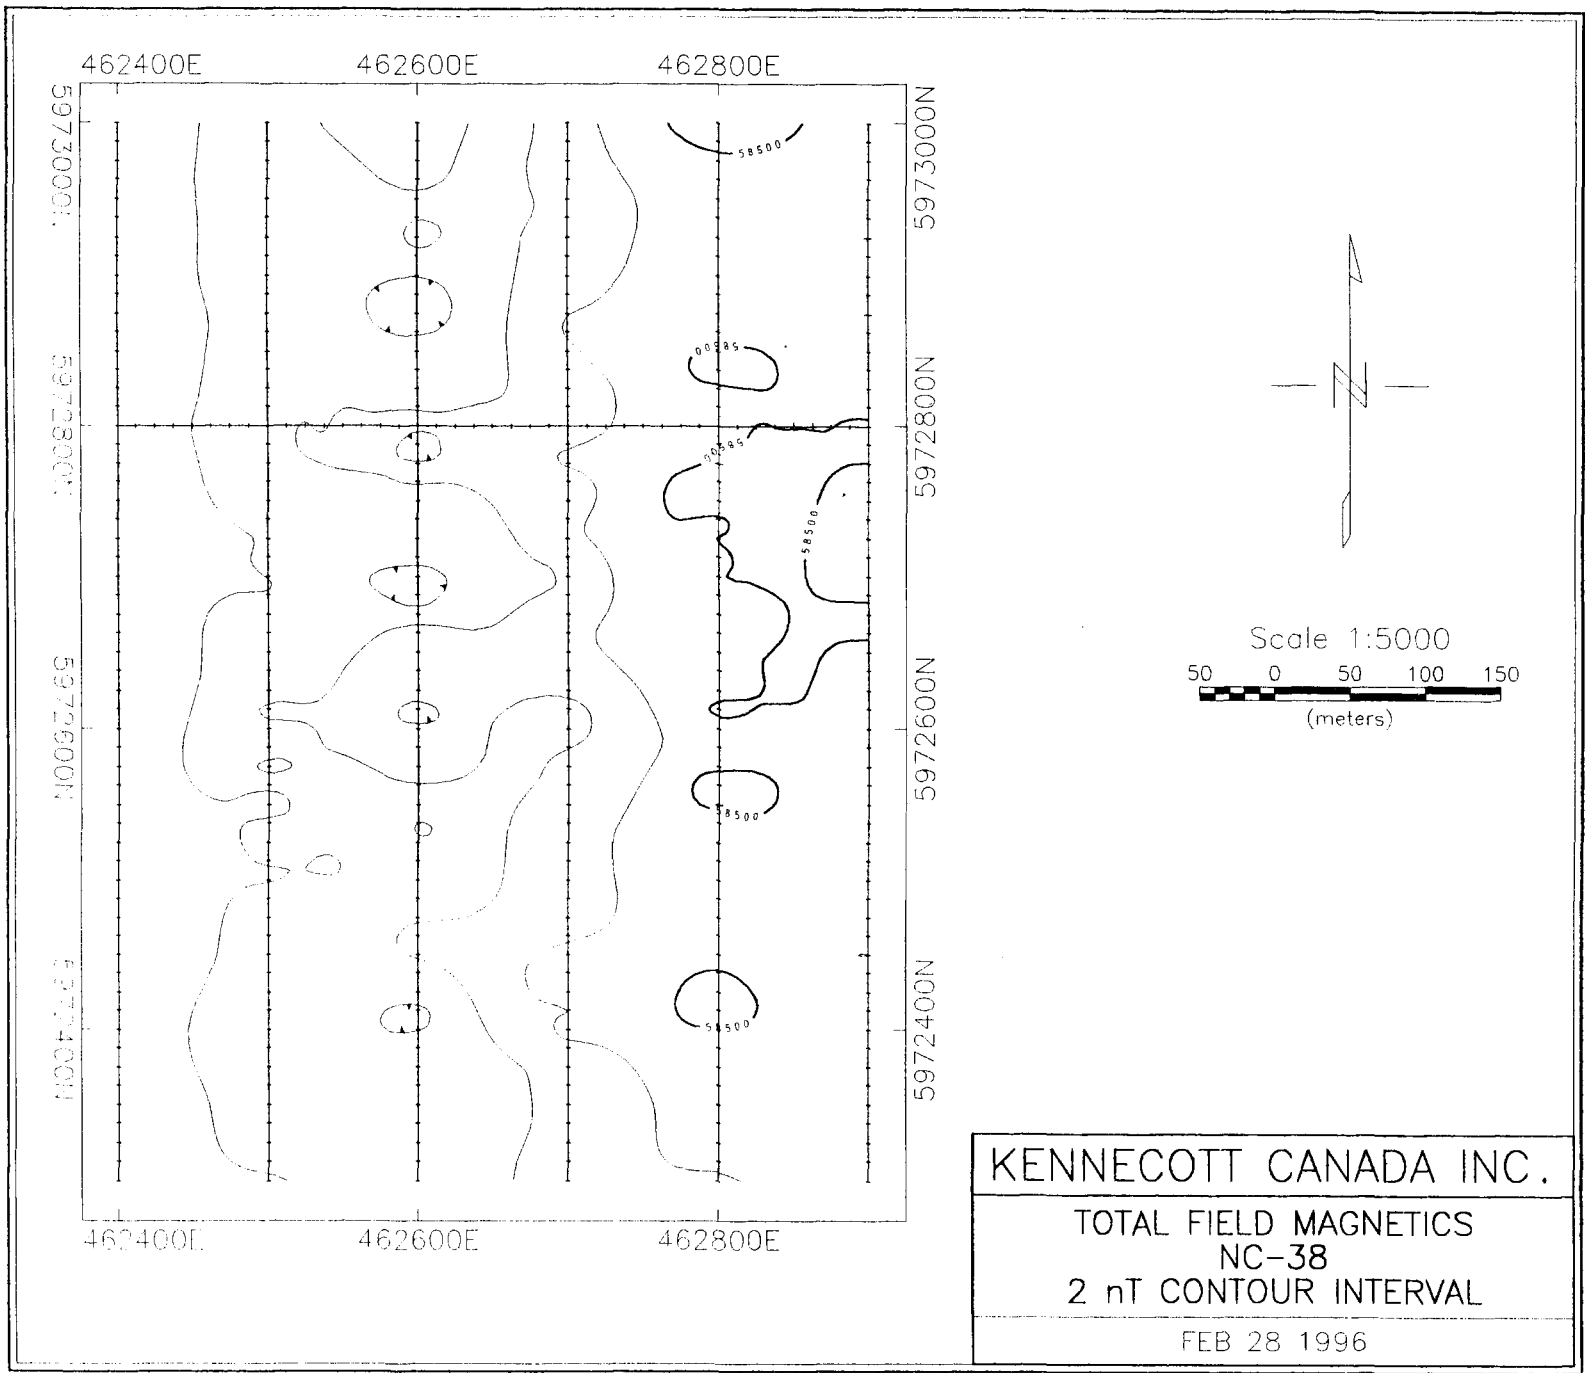 462400E 462600E 462800E
5973000N
5973000N
58500
58500
5972800N
5972800N
58500
58500
Scale 1:5000
50 0 50 100 150
(meters)
5972600N
5972600N
58500
5972400N
5972400N
58500
462400E 462600E 462800E
N
KENNECOTT CANADA INC.
TOTAL FIELD MAGNETICS
NC-38
2 nT CONTOUR INTERVAL
FEB 28 1996